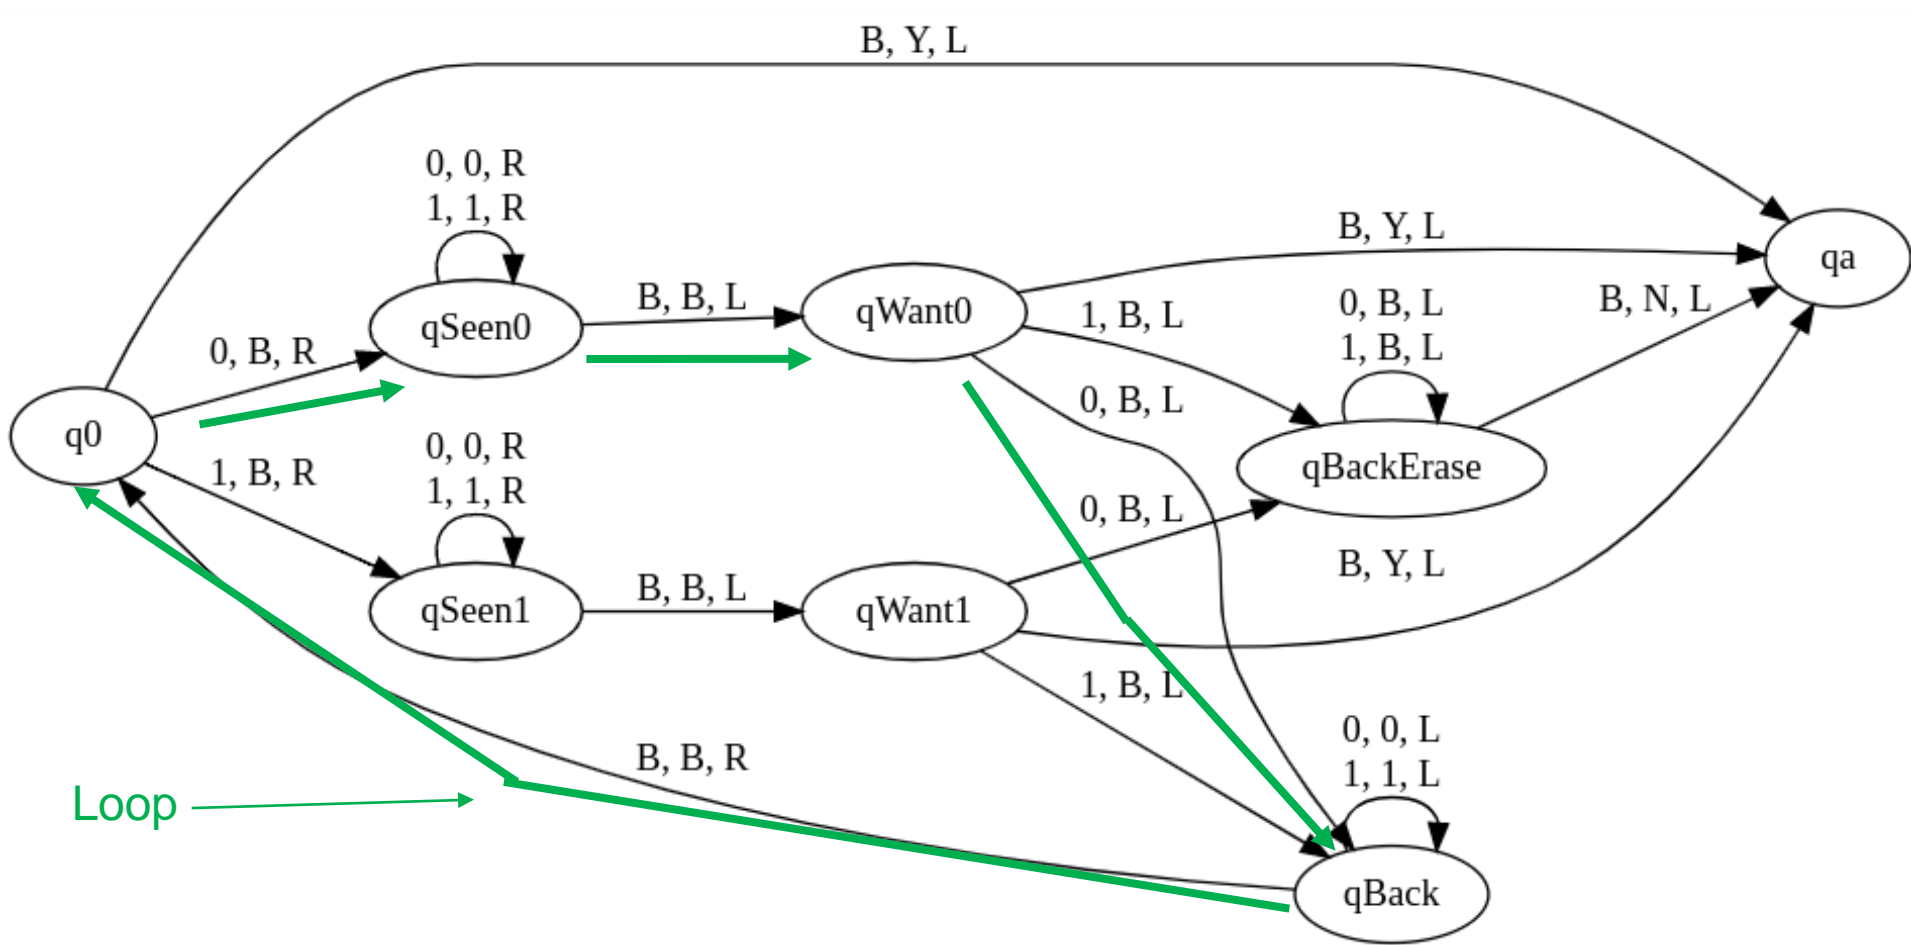 B, Y, L
0, 0, R
1, 1, R
B, Y, L
qa
B, B, L
qWant0
1, B, L
0, B, L
1, B, L
B, N, L
qSeen0
0, B, R
0, B, L
q0
0, 0, R
1, 1, R
qBackErase
1, B, R
0, B, L
B, Y, L
qSeen1
B, B, L
qWant1
1, B, L
0, 0, L
1, 1, L
B, B, R
Loop
qBack